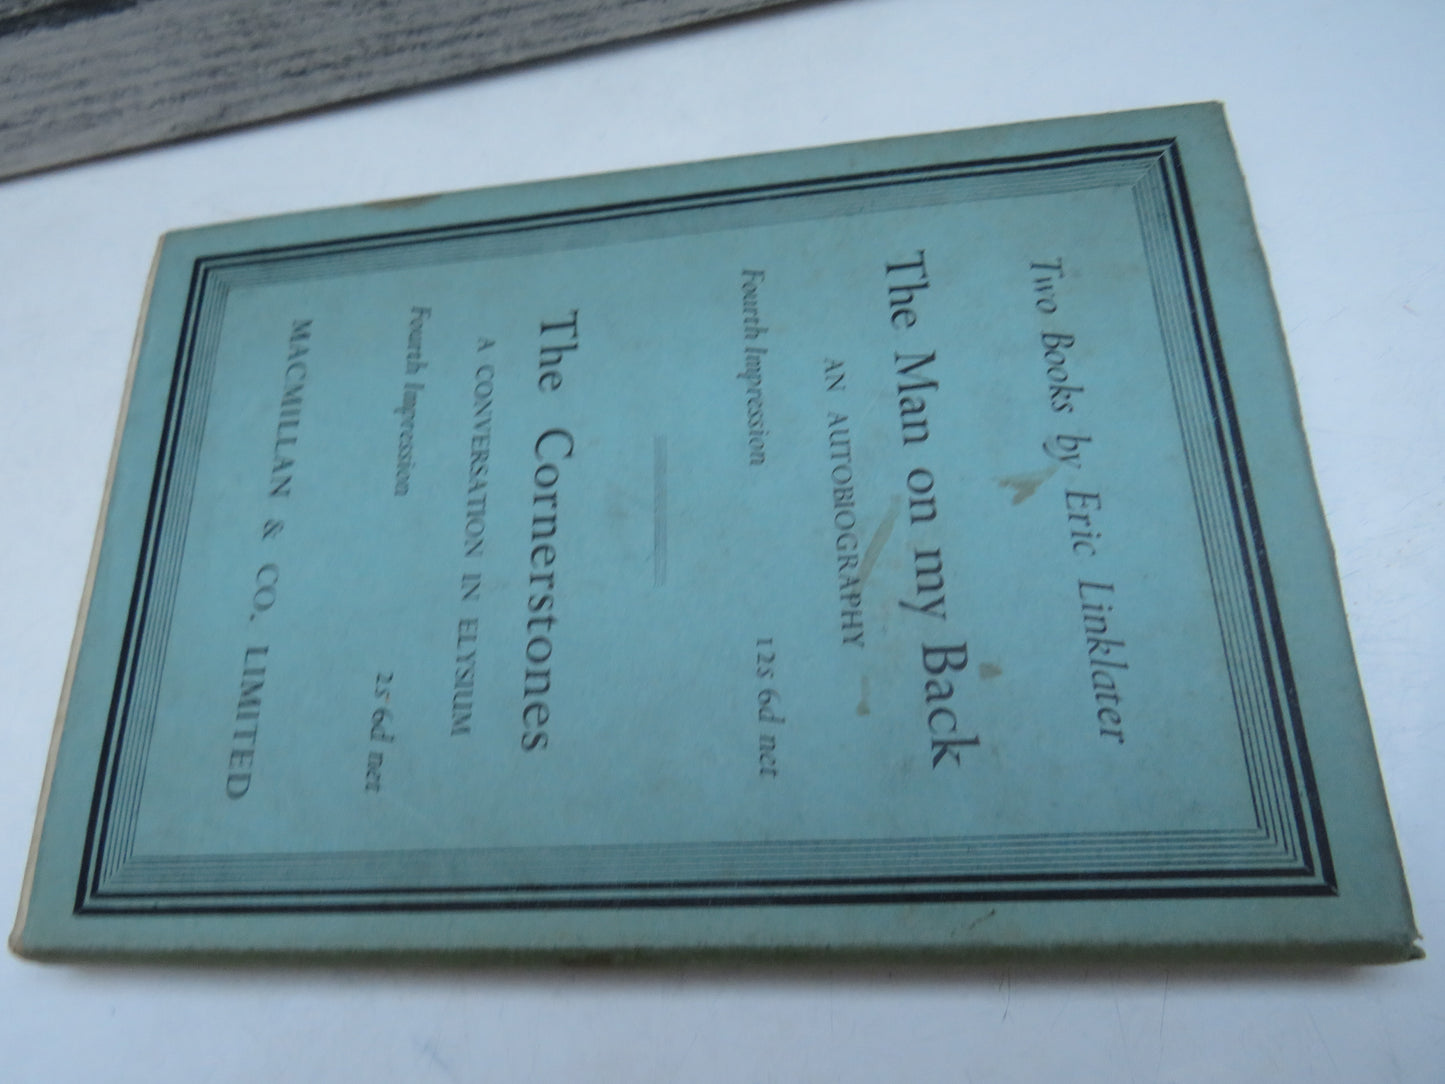 Two Books by Eric Linklater
The Man on my Back
AN AUTOBIOGRAPHY
Fourth Impression 12s 6d net
The Cornerstones
A CONVERSATION IN ELYSIUM
Fourth Impression 2s 6d net
MACMILLAN & CO. LIMITED